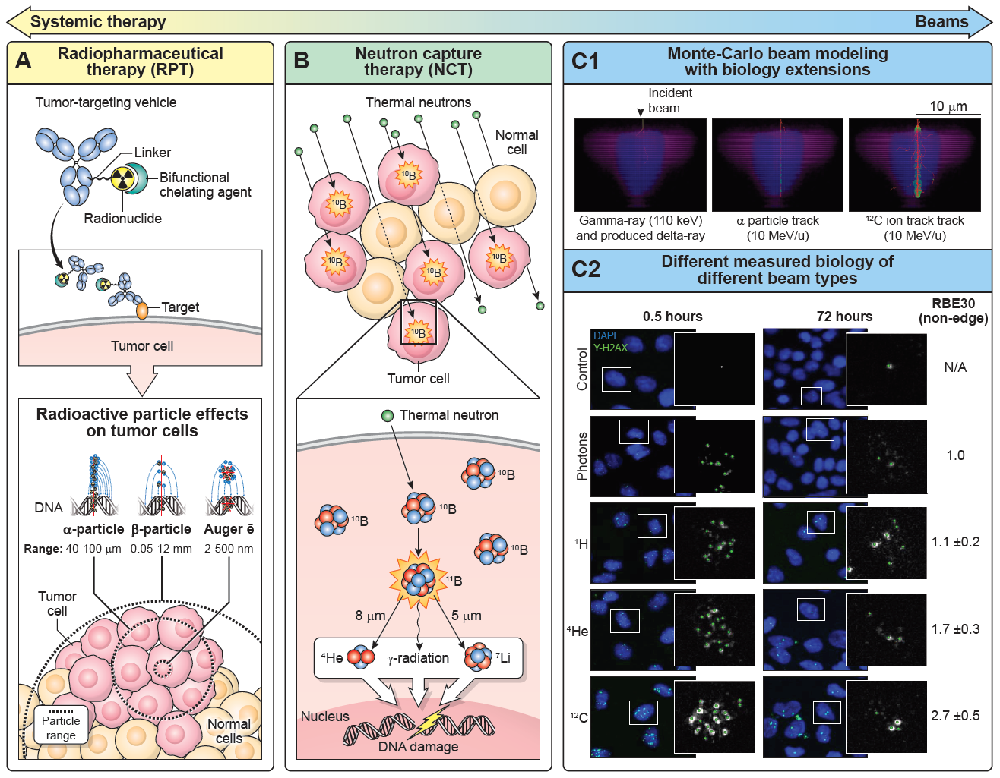 Systemic therapy
Beams
A
Radiopharmaceutical
therapy (RPT)
Tumor-targeting vehicle
Linker
Bifunctional
chelating agent
Radionuclide
Target
Tumor cell
Radioactive particle effects
on tumor cells
DNA
α-particle β-particle Auger ē
Range: 40-100 μm 0.05-12 mm 2-500 nm
Tumor
cell
Particle
range
Normal
cells
B
Neutron capture
therapy (NCT)
Thermal neutrons
Normal
cell
¹⁰B
¹⁰B
¹⁰B
¹⁰B
¹⁰B
¹⁰B
Tumor cell
Thermal neutron
¹⁰B
¹⁰B
¹⁰B
¹⁰B
¹¹B
8 μm 5 μm
⁴He γ-radiation ⁷Li
Nucleus
DNA damage
C1
Monte-Carlo beam modeling
with biology extensions
Incident
beam
10 μm
Gamma-ray (110 keV)
and produced delta-ray
α particle track
(10 MeV/u)
¹²C ion track track
(10 MeV/u)
C2
Different measured biology of
different beam types
0.5 hours 72 hours
RBE30
(non-edge)
DAPI
Y-H2AX
Control N/A
Photons 1.0
¹H 1.1 ±0.2
⁴He 1.7 ±0.3
¹²C 2.7 ±0.5